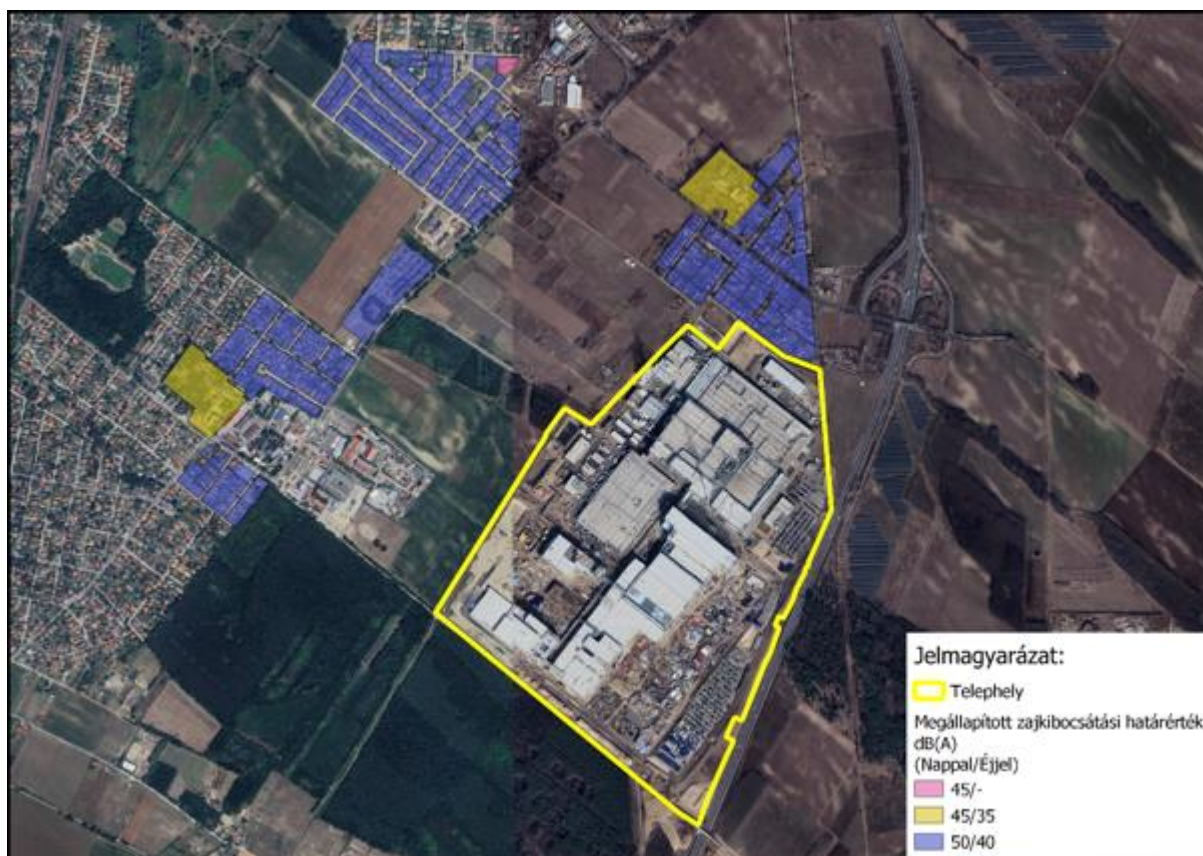 Jelmagyarázat:
Telephely
Megállapított zajkibocsátási határérték
dB(A)
(Nappal/Éjjel)
45/-
45/35
50/40